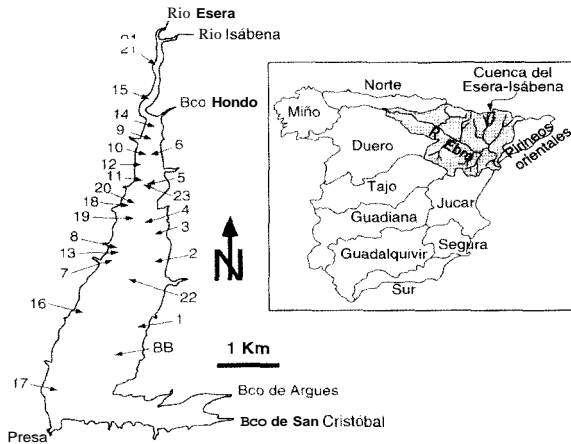 Rio Esera
Rio Isábena
21
15
14
Bco Hondo
9
10
6
12
11
5
20
23
18
4
19
3
8
13
2
7
22
16
1
BB
17
Bco de Argues
Bco de San Cristóbal
Presa
N
1 Km
Cuenca del
Esera-Isábena
Norte
Miño
Duero
R. Ebro
Pirineos
orientales
Tajo
Jucar
Guadiana
Segura
Guadalquivir
Sur